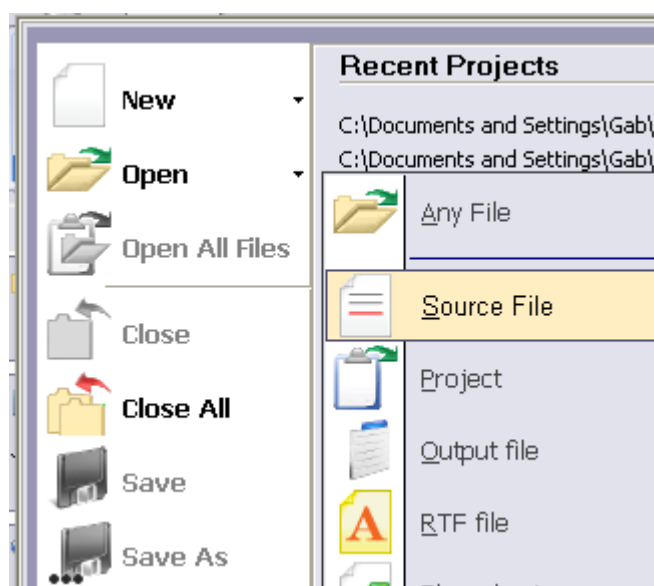 Recent Projects
New
C:\Documents and Settings\Gab\
C:\Documents and Settings\Gab\
Open
Any File
Open All Files
Source File
Close
Project
Close All
Output file
Save
RTF file
Save As